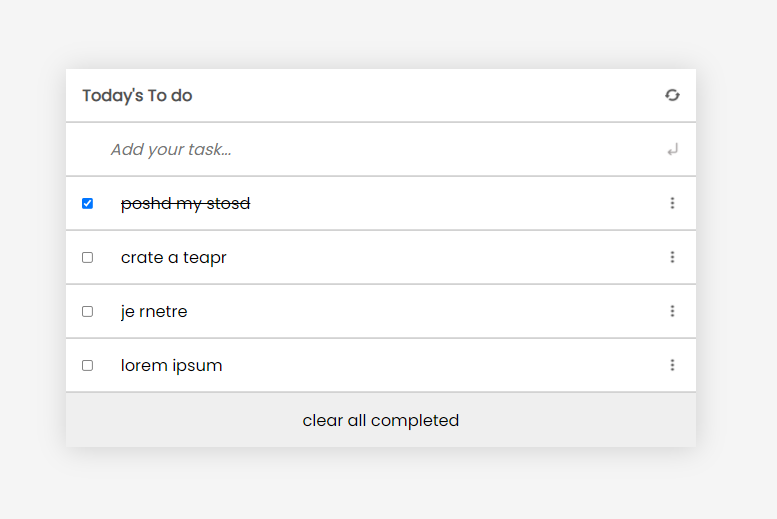 Today's To do
Add your task...
poshd my stosd
crate a teapr
je rnetre
lorem ipsum
clear all completed